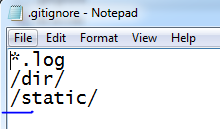 .gitignore - Notepad
File Edit Format View Help
*.log
/dir/
/static/